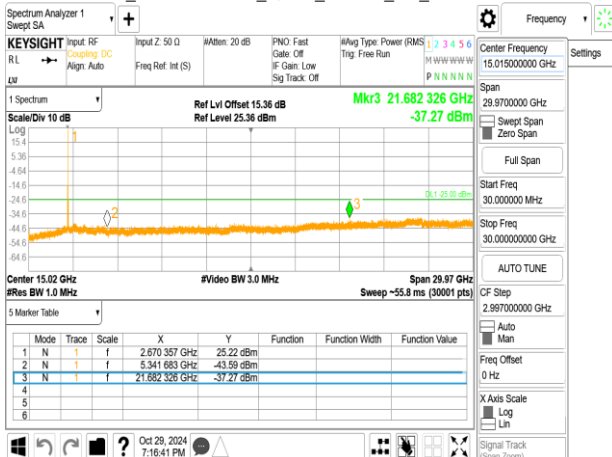 Spectrum Analyzer 1
Swept SA
Frequency
Settings
KEYSIGHT
RL
Input: RF
Coupling: DC
Align: Auto
Input Z: 50 Ω
Freq Ref: Int (S)
#Atten: 20 dB
PNO: Fast
Gate: Off
IF Gain: Low
Sig Track: Off
#Avg Type: Power (RMS
Trig: Free Run
1 2 3 4 5 6
M W W W W W
P N N N N N
1 Spectrum
Scale/Div 10 dB
Ref Lvl Offset 15.36 dB
Ref Level 25.36 dBm
Mkr3 21.682 326 GHz
-37.27 dBm
Log
15.4
5.36
-4.64
-14.6
-24.6
-34.6
-44.6
-54.6
-64.6
1
2
3
DL1 -25.00 dBm
Center 15.02 GHz
#Video BW 3.0 MHz
Span 29.97 GHz
#Res BW 1.0 MHz
Sweep ~55.8 ms (30001 pts)
5 Marker Table
Mode Trace Scale X Y Function Function Width Function Value
1 N 1 f 2.670 357 GHz 25.22 dBm
2 N 1 f 5.341 683 GHz -43.59 dBm
3 N 1 f 21.682 326 GHz -37.27 dBm
4
5
6
Oct 29, 2024
7:16:41 PM
?
Center Frequency
15.015000000 GHz
Span
29.9700000 GHz
Swept Span
Zero Span
Full Span
Start Freq
30.000000 MHz
Stop Freq
30.000000000 GHz
AUTO TUNE
CF Step
2.997000000 GHz
Auto
Man
Freq Offset
0 Hz
X Axis Scale
Log
Lin
Signal Track
(Span Zoom)